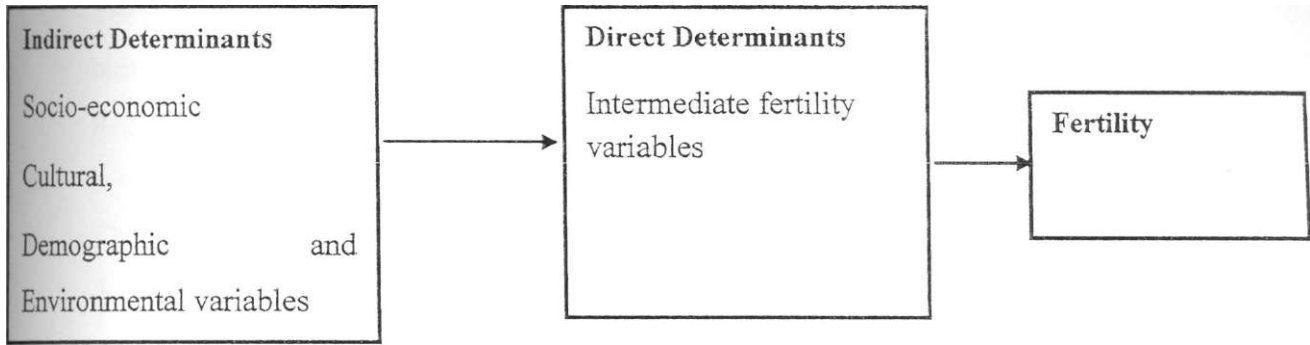 Indirect Determinants
Socio-economic
Cultural,
Demographic and
Environmental variables
Direct Determinants
Intermediate fertility
variables
Fertility